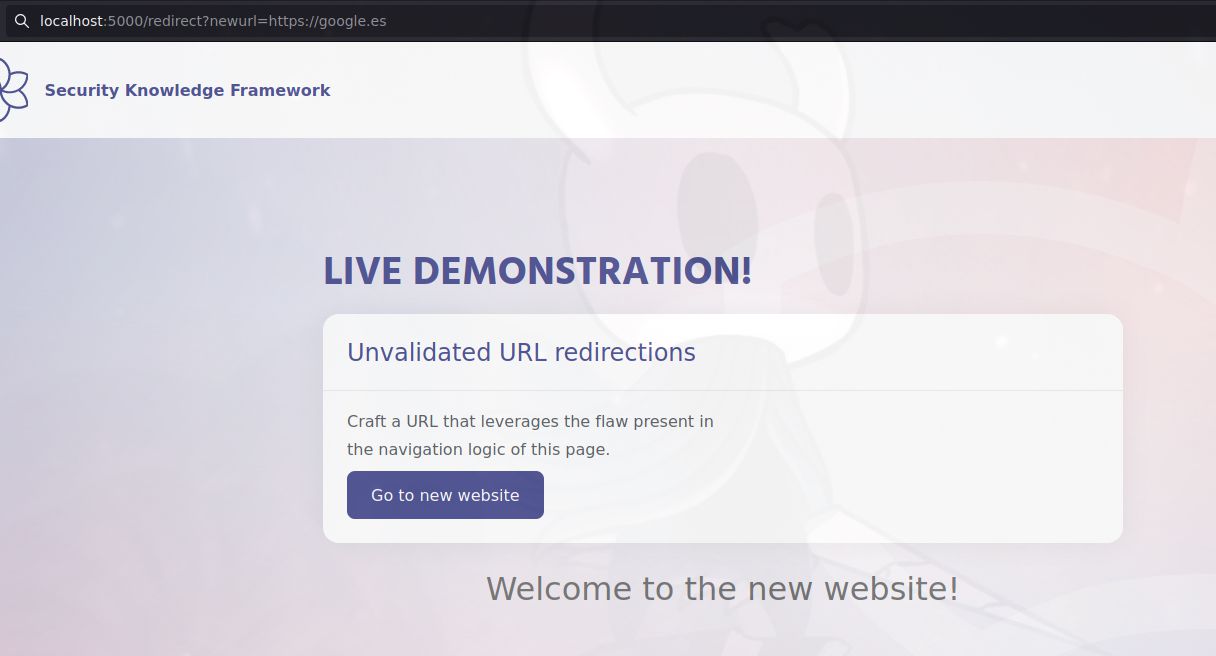 localhost:5000/redirect?newurl=https://google.es
Security Knowledge Framework
LIVE DEMONSTRATION!
Unvalidated URL redirections
Craft a URL that leverages the flaw present in
the navigation logic of this page.
Go to new website
Welcome to the new website!